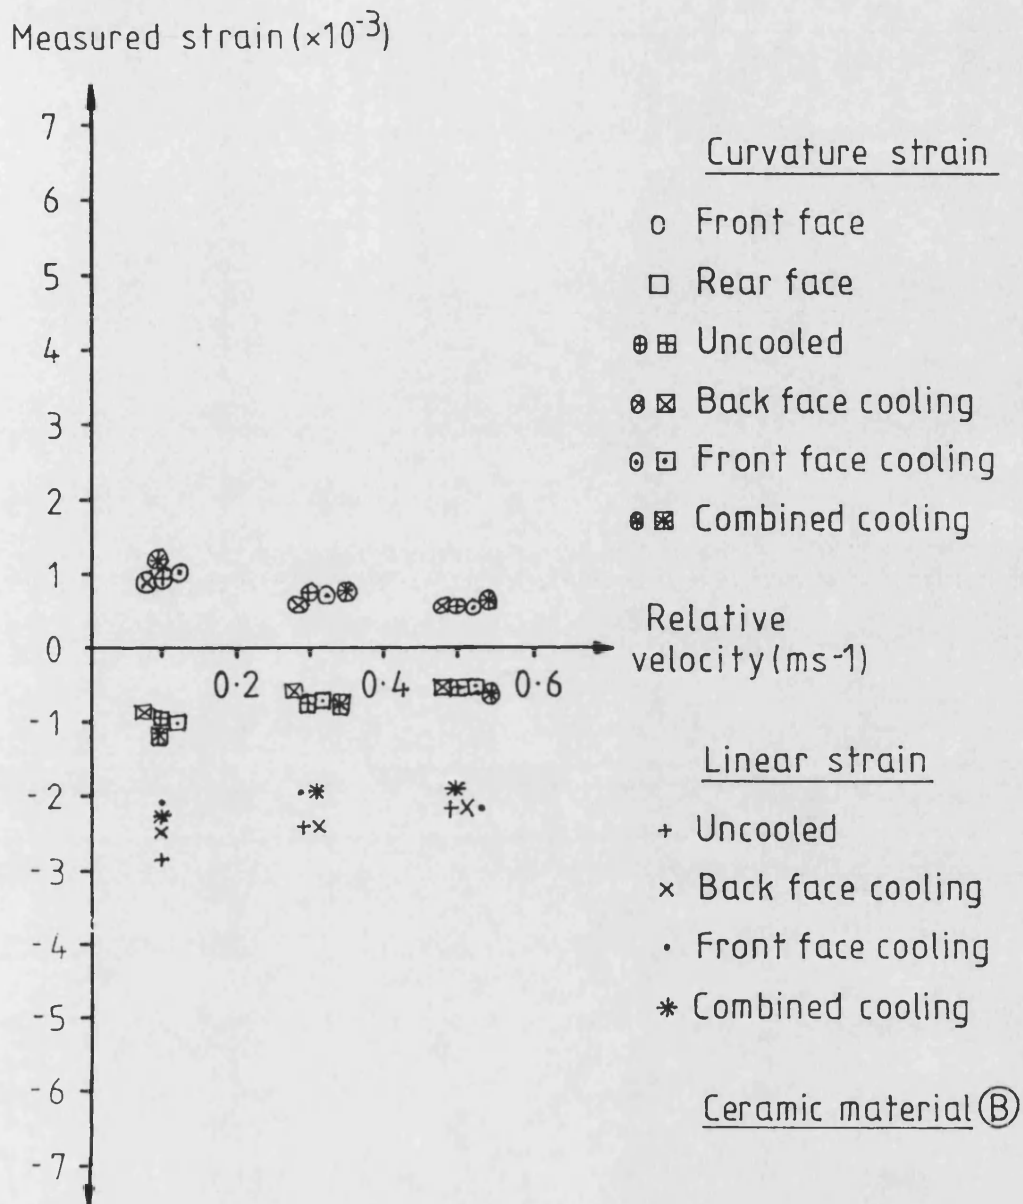 Measured strain (×10⁻³)
7
6
5
4
3
2
1
0
-1
-2
-3
-4
-5
-6
-7
0·2
0·4
0·6
Relative
velocity (ms-1)
Curvature strain
Front face
Rear face
Uncooled
Back face cooling
Front face cooling
Combined cooling
Linear strain
+ Uncooled
× Back face cooling
· Front face cooling
* Combined cooling
Ceramic material Ⓑ